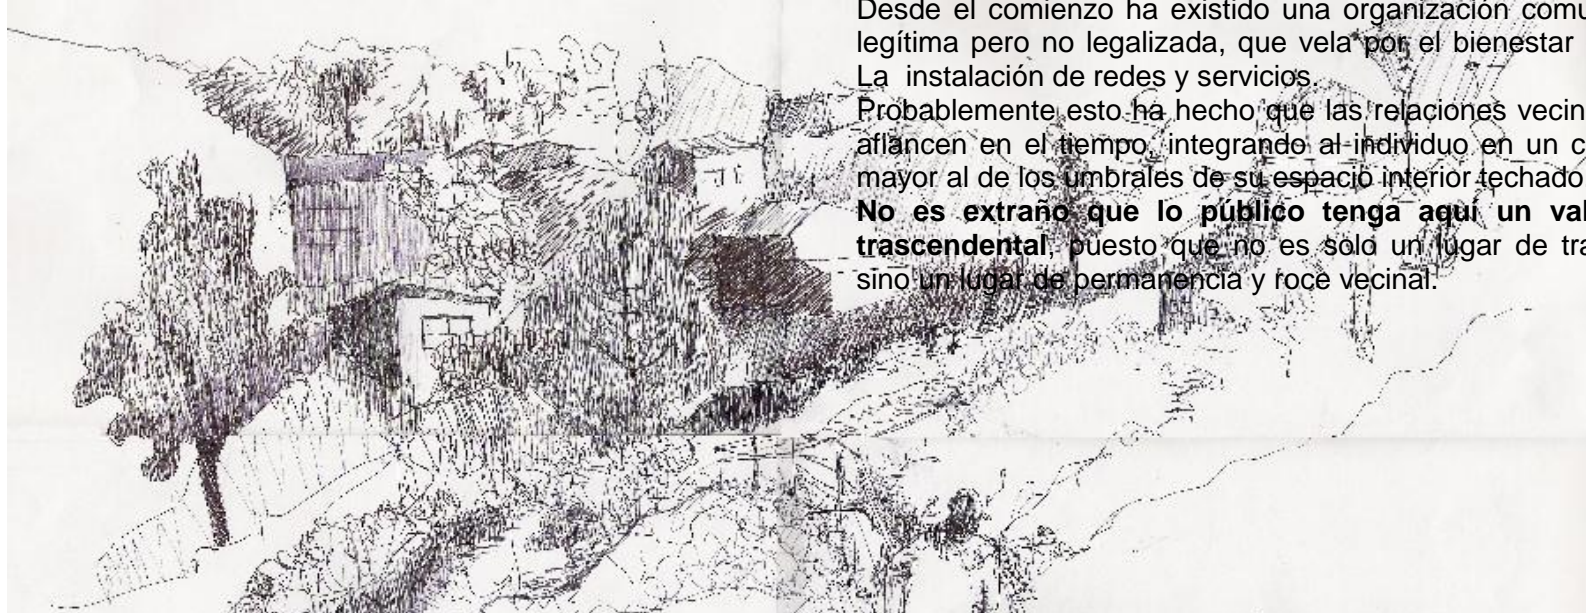 Desde el comienzo ha existido una organización comu
legítima pero no legalizada, que vela por el bienestar
La instalación de redes y servicios.
Probablemente esto ha hecho que las relaciones vecin
aflancen en el tiempo, integrando al individuo en un c
mayor al de los umbrales de su espacio interior techado
No es extraño que lo público tenga aquí un val
trascendental, puesto que no es solo un lugar de tra
sino un lugar de permanencia y roce vecinal.